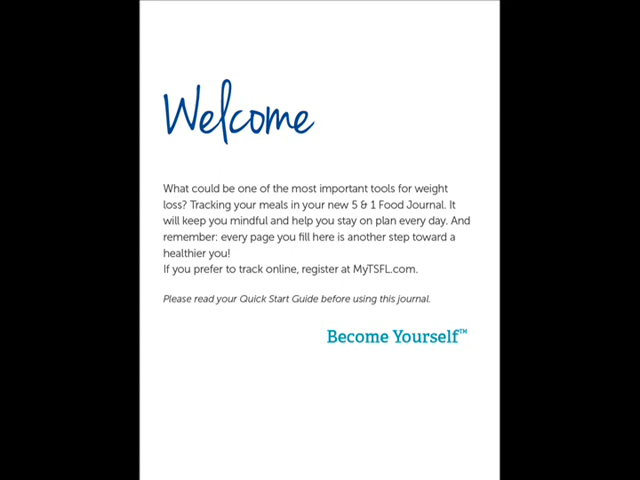 Welcome
What could be one of the most important tools for weight
loss? Tracking your meals in your new 5 & 1 Food Journal. It
will keep you mindful and help you stay on plan every day. And
remember: every page you fill here is another step toward a
healthier you!
If you prefer to track online, register at MyTSFL.com.
Please read your Quick Start Guide before using this journal.
Become Yourself™